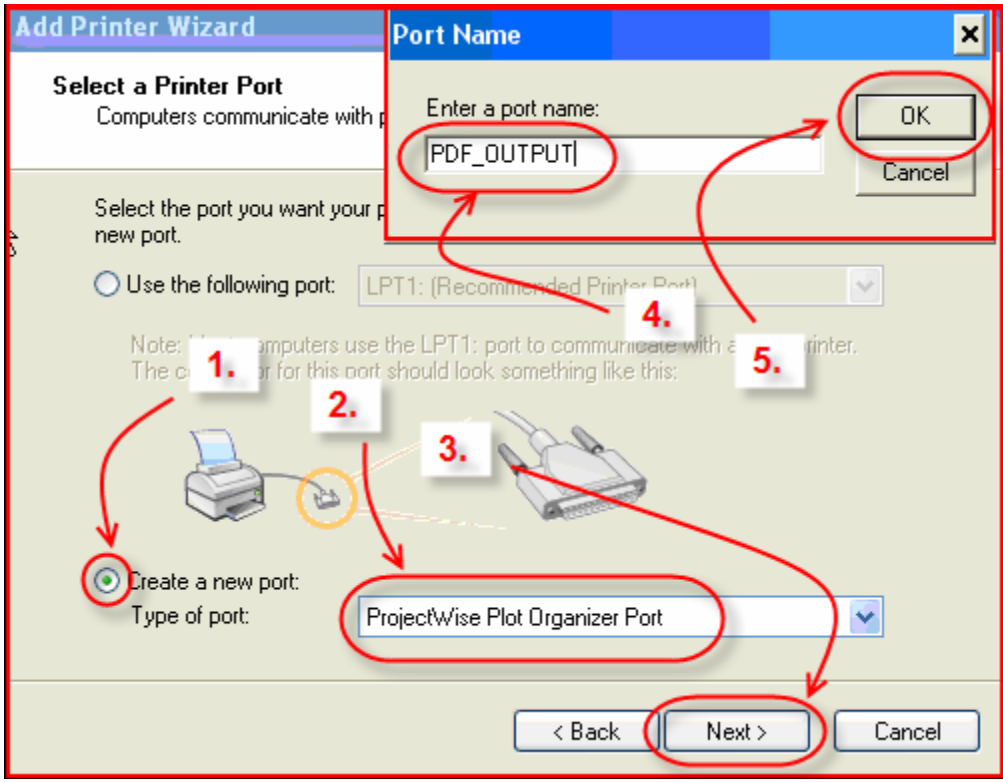 Add Printer Wizard
Select a Printer Port
Computers communicate with
Select the port you want your
new port.
Use the following port:
LPT1: (Recommended Printer Port)
Note: computers use the LPT1: port to communicate with a
The for this port should look something like this:
1.
2.
3.
4.
5.
Create a new port:
Type of port:
ProjectWise Plot Organizer Port
< Back
Next >
Cancel
Port Name
Enter a port name:
PDF_OUTPUT
OK
Cancel